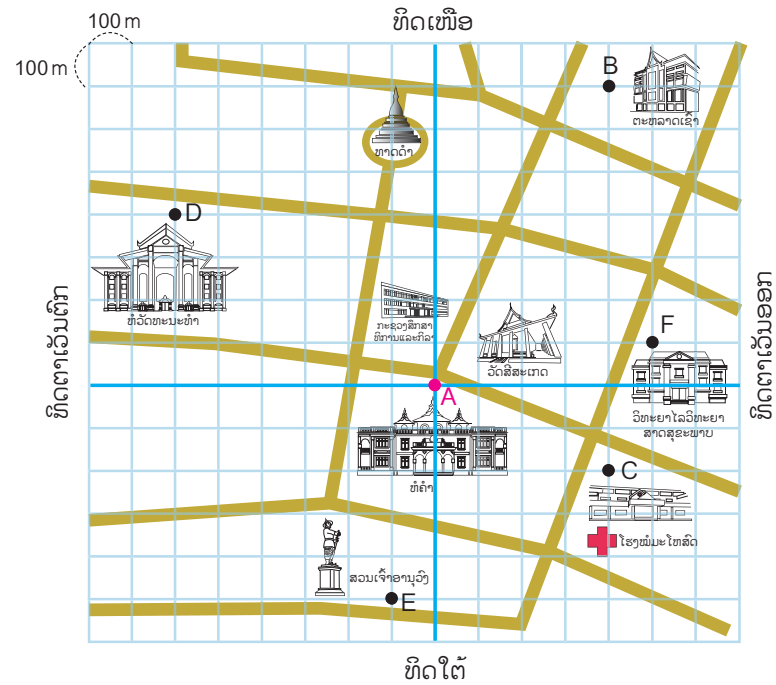 100 m
ທິດເໜືອ
100 m
B
ຕະຫລາດເຊົ້າ
ທາດດຳ
D
ຫໍວັດທະນະທຳ
ກະຊວງສຶກສາ
ທິການແລະກິລາ
ວັດສີສະເກດ
F
ວິທະຍາໄລວິທະຍາ
ສາດສຸຂະພາບ
ທິດຕາເວັນຕົກ
ທິດຕາເວັນອອກ
A
ຫໍຄຳ
C
ໂຮງໝໍມະໂຫສົດ
ສວນເຈົ້າອານຸວົງ
E
ທິດໃຕ້